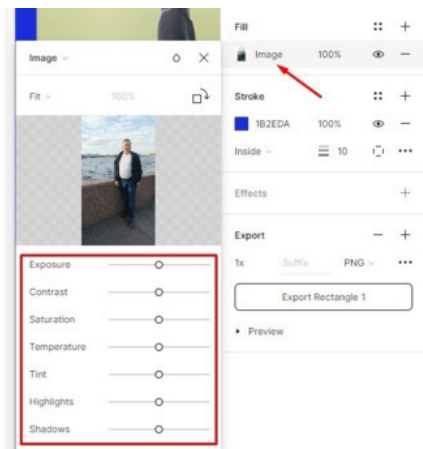 Fill
Image 100%
Stroke
1B2EDA 100%
Inside 10
Effects
Export
1x Suffix PNG
Export Rectangle 1
Preview
Image
Fit 100%
Exposure
Contrast
Saturation
Temperature
Tint
Highlights
Shadows